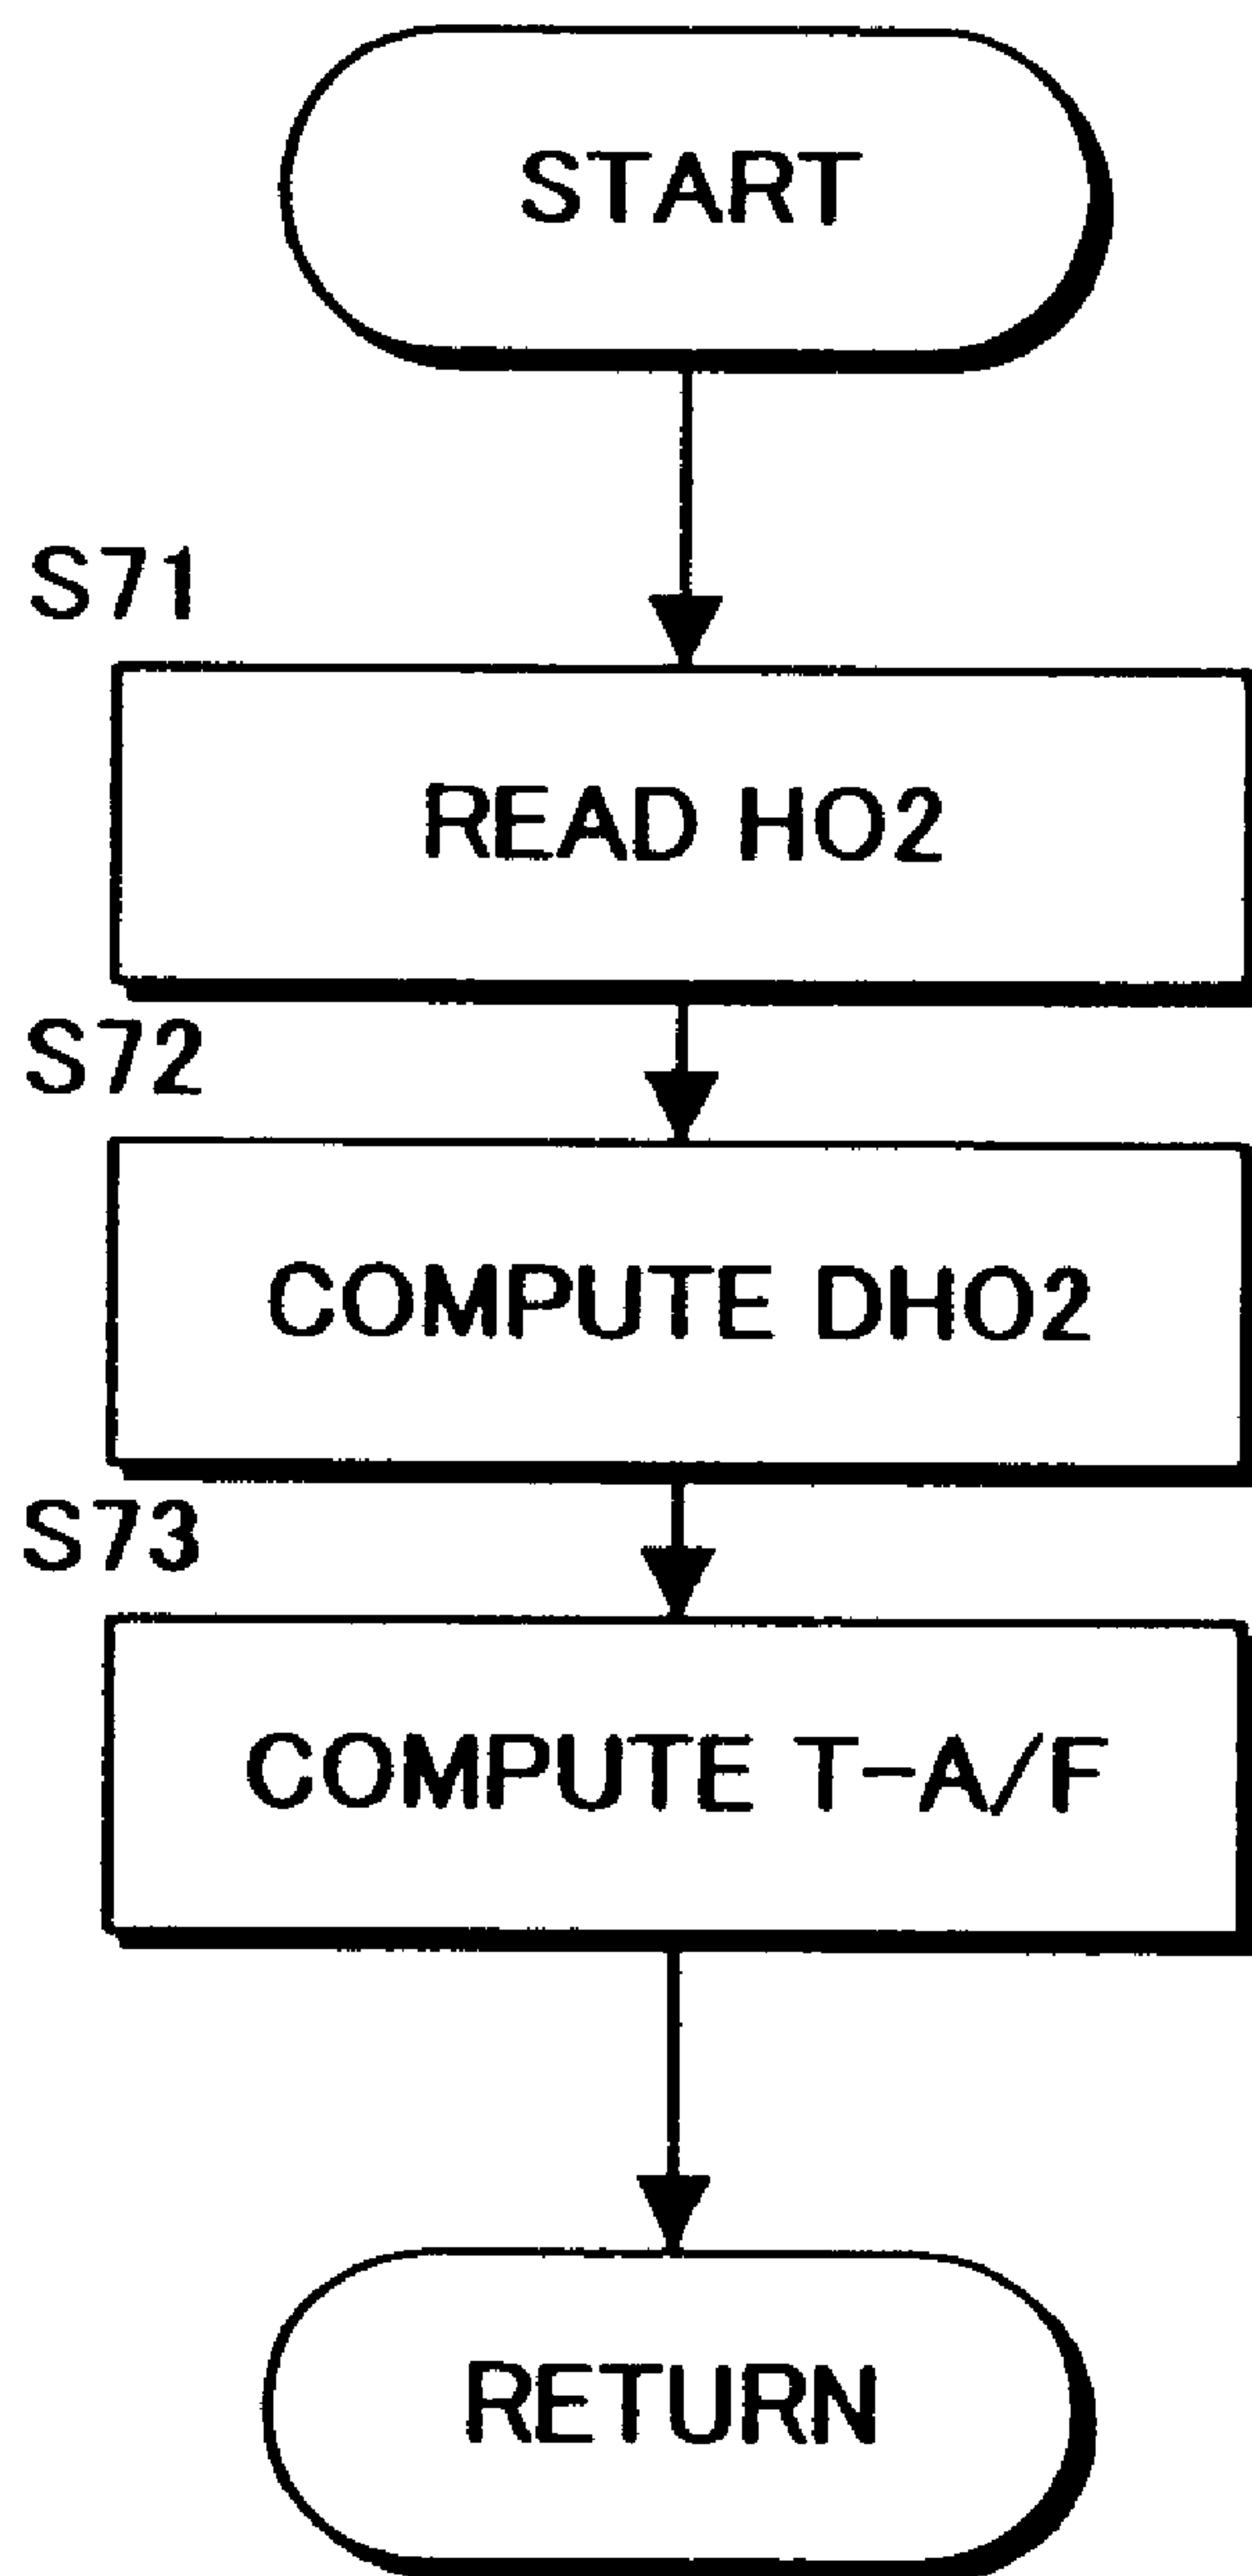 START
S71
READ HO2
S72
COMPUTE DHO2
S73
COMPUTE T-A/F
RETURN